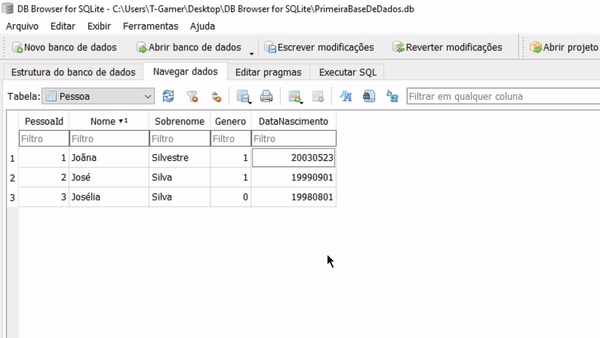 DB Browser for SQLite - C:\Users\T-Gamer\Desktop\DB Browser for SQLite\PrimeiraBaseDeDados.db
Arquivo Editar Exibir Ferramentas Ajuda
Novo banco de dados Abrir banco de dados Escrever modificações Reverter modificações Abrir projeto
Estrutura do banco de dados Navegar dados Editar pragmas Executar SQL
Tabela: Pessoa Filtrar em qualquer coluna
PessoaId Nome ▼1 Sobrenome Genero DataNascimento
Filtro Filtro Filtro Filtro Filtro
1 1 Joãna Silvestre 1 20030523
2 2 José Silva 1 19990901
3 3 Josélia Silva 0 19980801